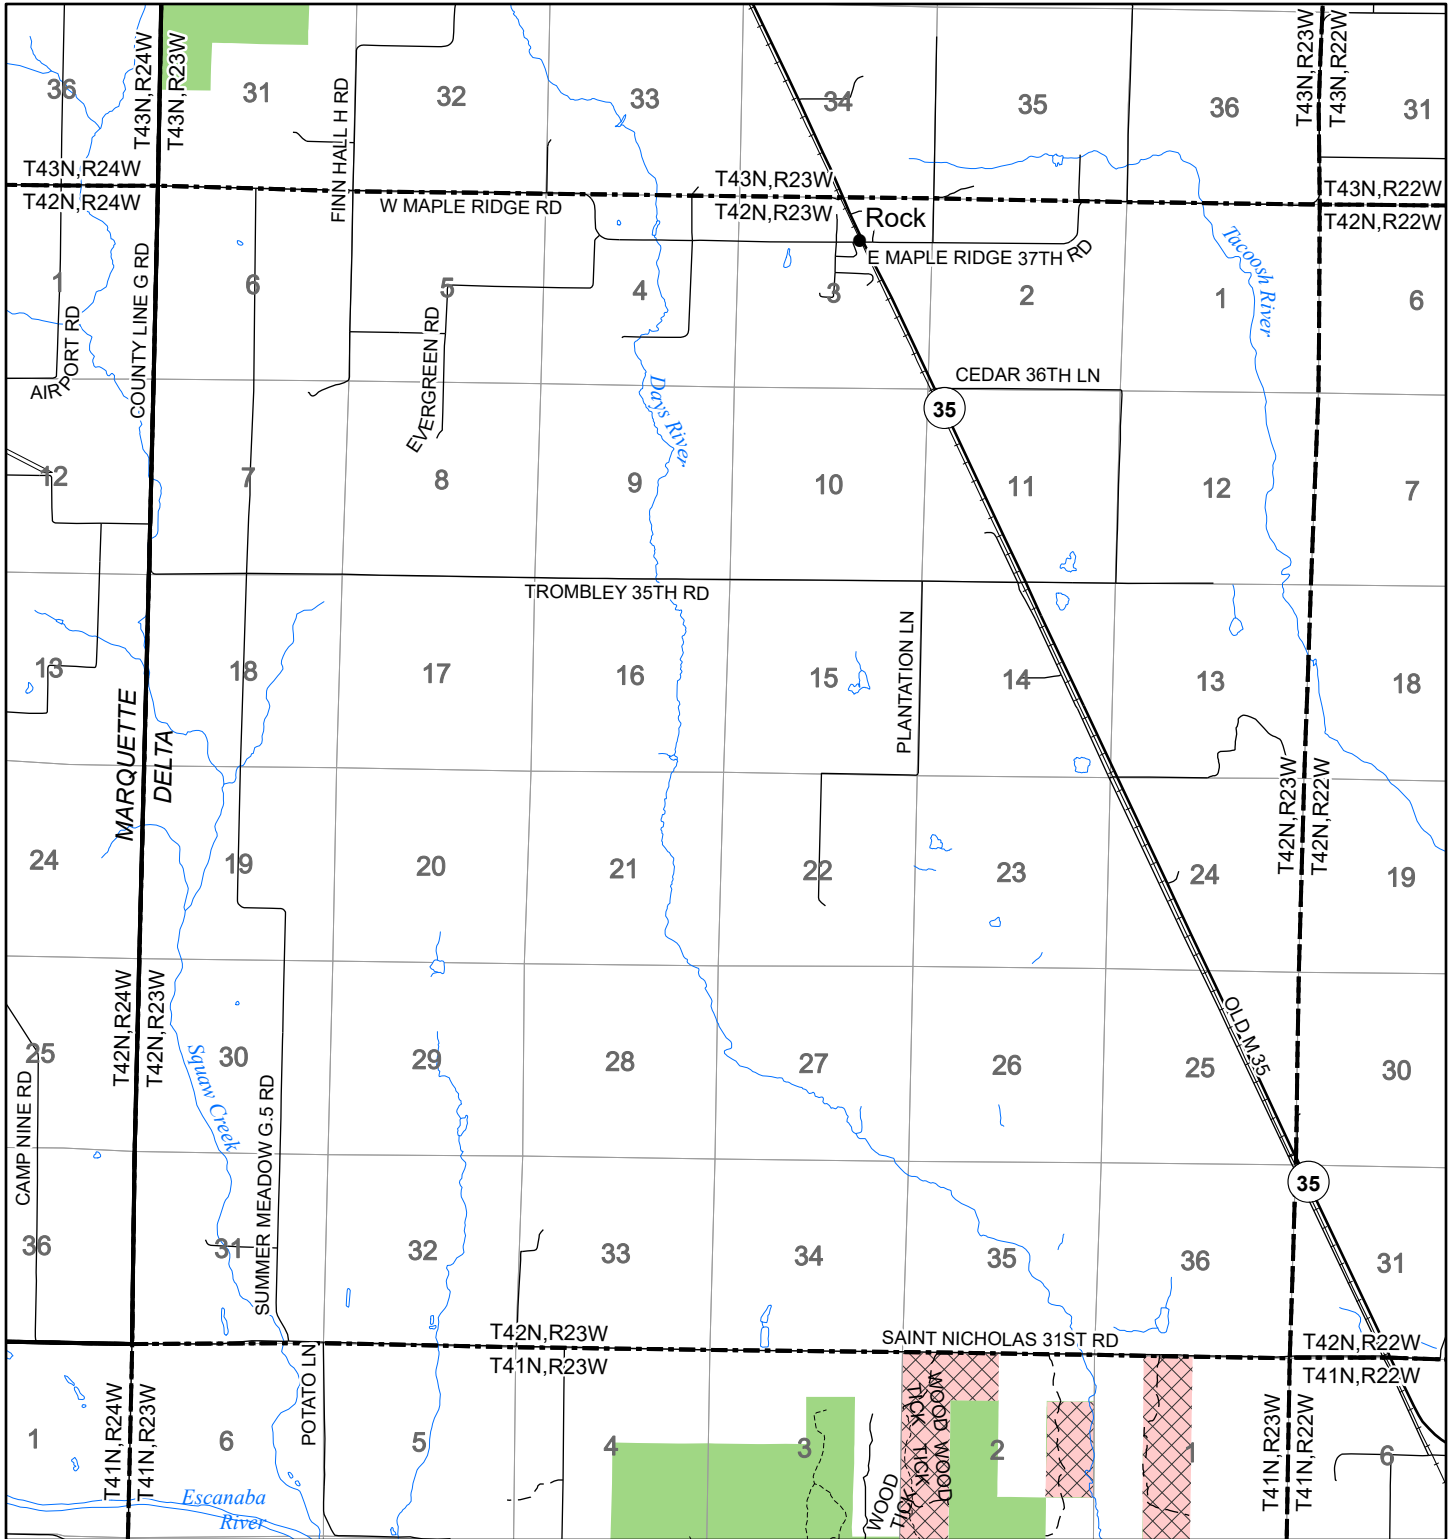 T43N,R24W
T43N,R23W
T43N,R23W
T43N,R22W
36
31
32
33
34
35
36
31
FINN HALL H RD
T43N,R24W
T42N,R24W
T43N,R23W
T42N,R23W
T43N,R22W
T42N,R22W
W MAPLE RIDGE RD
Rock
E MAPLE RIDGE 37TH RD
Tacoosh River
1
6
5
4
3
2
1
6
AIRPORT RD
COUNTY LINE G RD
EVERGREEN RD
Days River
CEDAR 36TH LN
35
12
7
8
9
10
11
12
7
TROMBLEY 35TH RD
PLANTATION LN
13
18
17
16
15
14
13
18
MARQUETTE
DELTA
T42N,R23W
T42N,R22W
24
19
20
21
22
23
24
19
T42N,R24W
T42N,R23W
OLD M 35
25
30
29
28
27
26
25
30
CAMP NINE RD
Squaw Creek
SUMMER MEADOW G.5 RD
35
36
31
32
33
34
35
36
31
T42N,R23W
T41N,R23W
SAINT NICHOLAS 31ST RD
T42N,R22W
T41N,R22W
T41N,R24W
T41N,R23W
POTATO LN
T41N,R23W
T41N,R22W
1
6
5
4
3
2
1
6
WOOD TICK
WOOD WOOD
TICK TICK
Escanaba
River